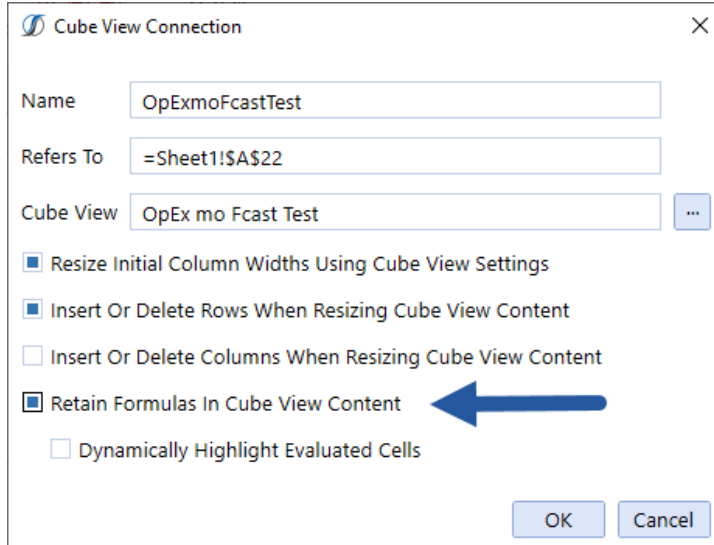 Cube View Connection
Name OpExmoFcastTest
Refers To =Sheet1!$A$22
Cube View OpEx mo Fcast Test ...
Resize Initial Column Widths Using Cube View Settings
Insert Or Delete Rows When Resizing Cube View Content
Insert Or Delete Columns When Resizing Cube View Content
Retain Formulas In Cube View Content
Dynamically Highlight Evaluated Cells
OK Cancel